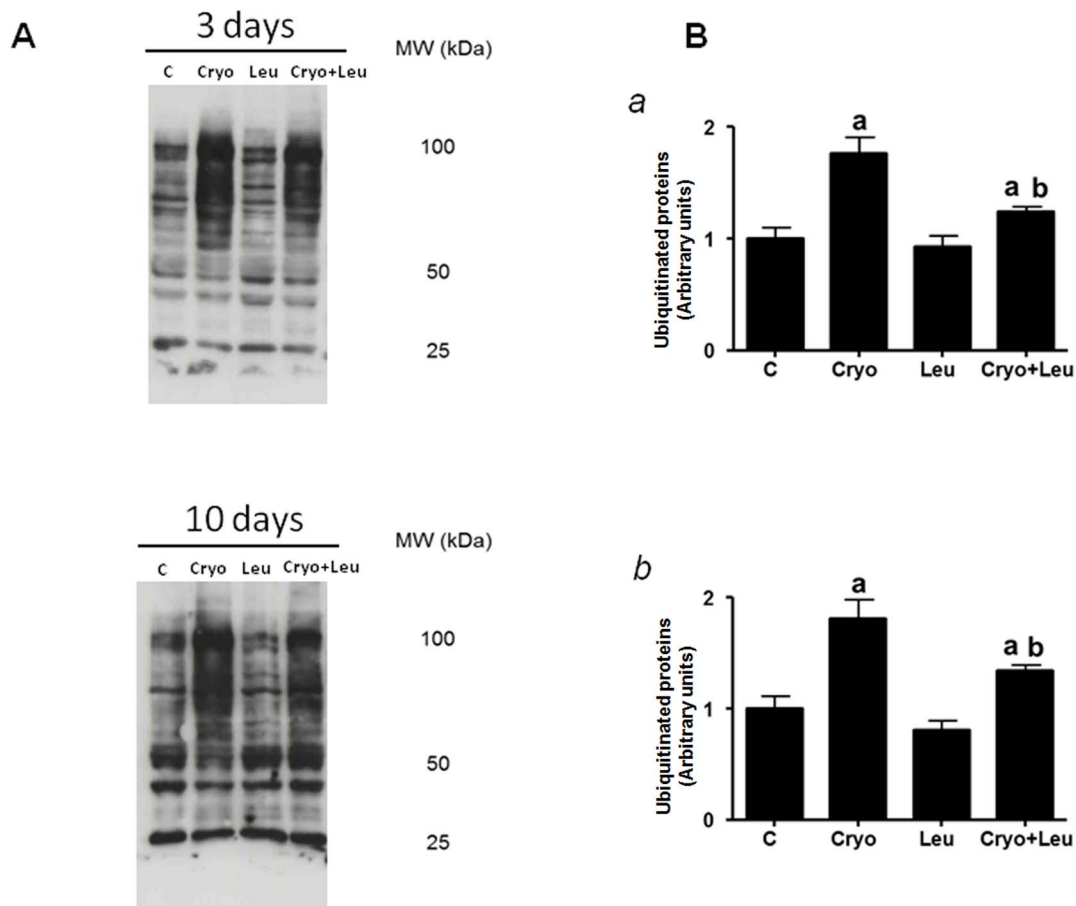 A
3 days
C Cryo Leu Cryo+Leu
MW (kDa)
100
50
25
10 days
C Cryo Leu Cryo+Leu
MW (kDa)
100
50
25
B
a
Ubiquitinated proteins
(Arbitrary units)
2
1
0
a
a b
C Cryo Leu Cryo+Leu
b
Ubiquitinated proteins
(Arbitrary units)
2
1
0
a
a b
C Cryo Leu Cryo+Leu